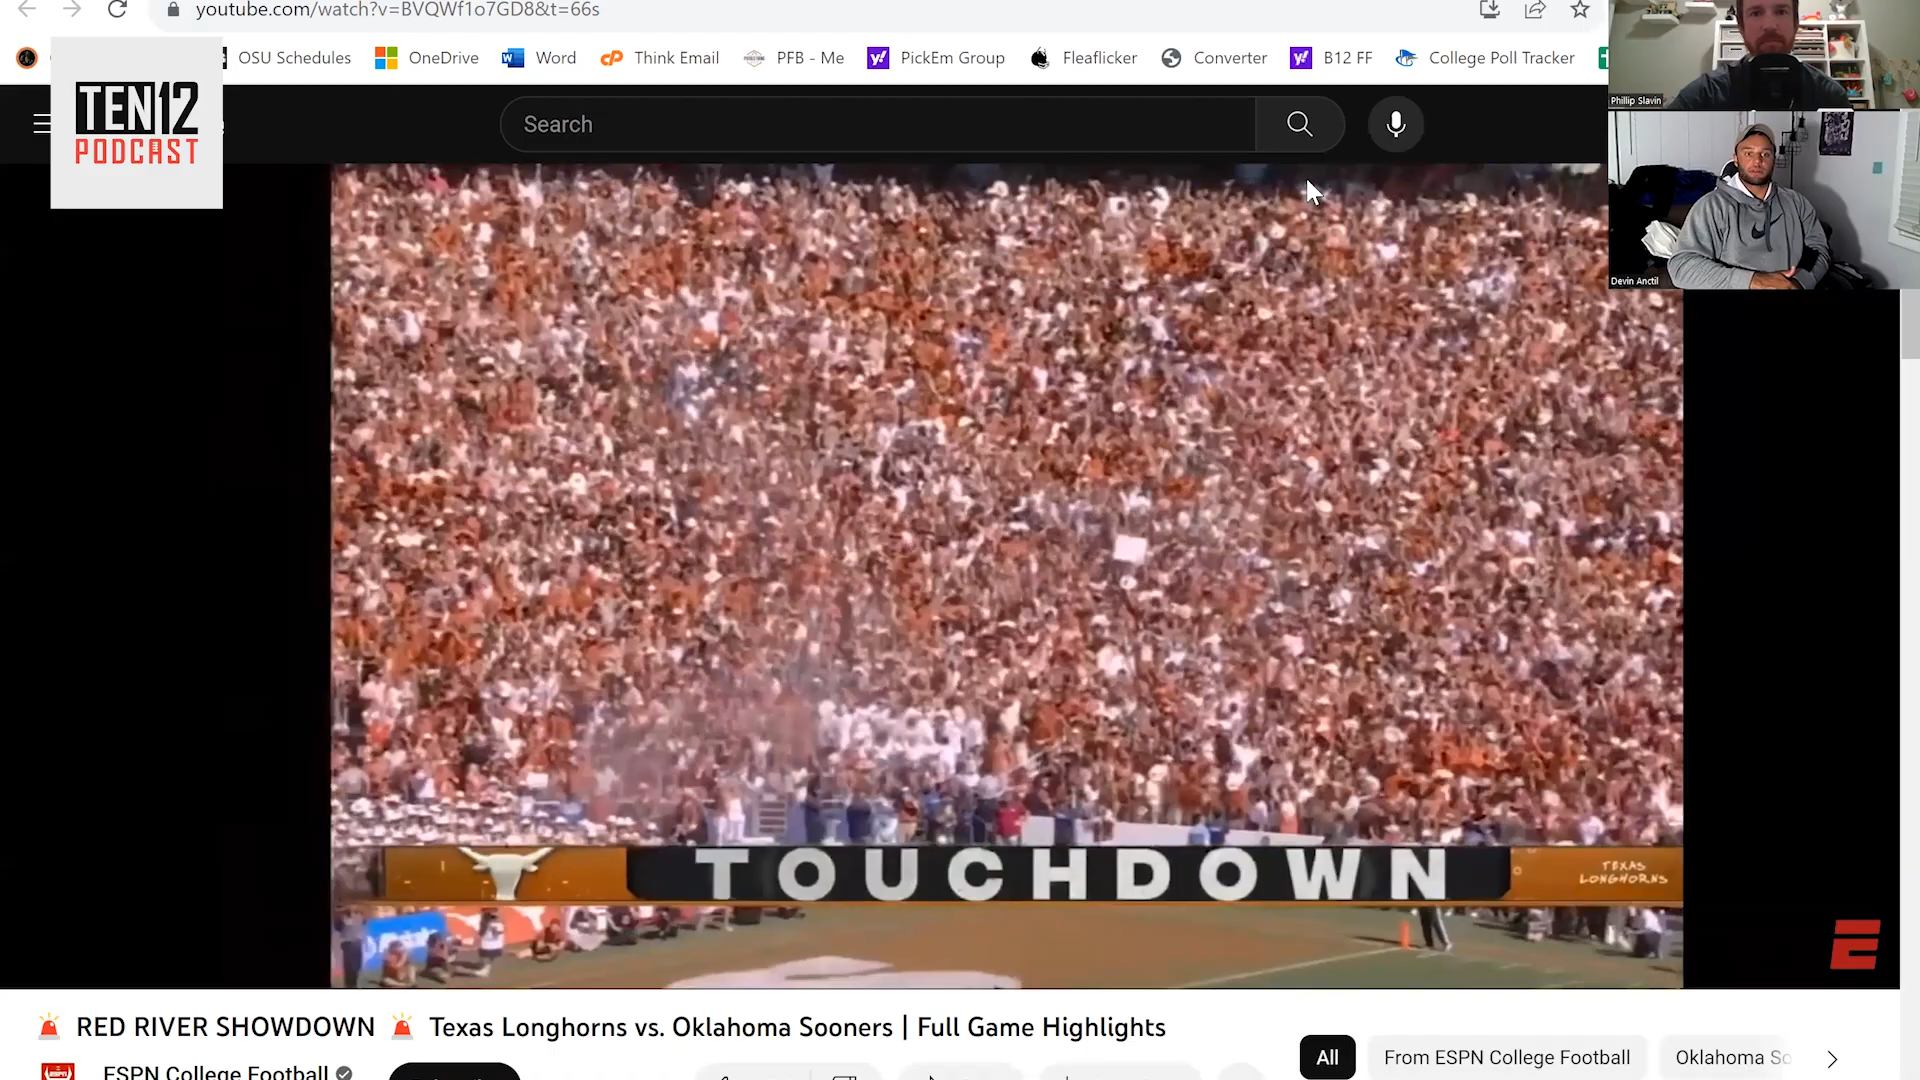 youtube.com/watch?v=BVQWf1o7GD8&t=66s
OSU Schedules
OneDrive
Word
Think Email
PFB - Me
PickEm Group
Fleaflicker
Converter
B12 FF
College Poll Tracker
TEN12
PODCAST
Search
Phillip Slavin
Devin Anctil
TOUCHDOWN
TEXAS
LONGHORNS
RED RIVER SHOWDOWN
Texas Longhorns vs. Oklahoma Sooners | Full Game Highlights
ESPN College Football
All
From ESPN College Football
Oklahoma So